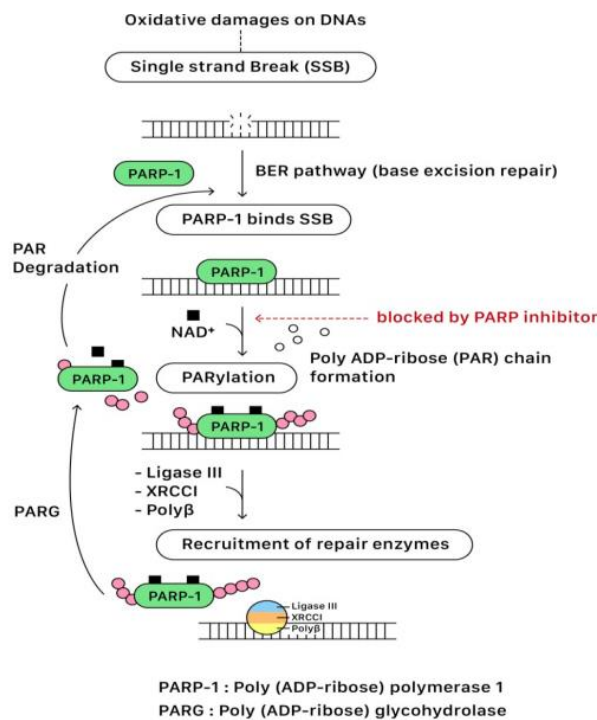 Oxidative damages on DNAs
Single strand Break (SSB)
PARP-1
BER pathway (base excision repair)
PARP-1 binds SSB
PAR
Degradation
PARP-1
blocked by PARP inhibitor
NAD+
Poly ADP-ribose (PAR) chain
formation
PARP-1
PARylation
PARP-1
- Ligase III
- XRCCI
- Polyβ
PARG
Recruitment of repair enzymes
PARP-1
Ligase III
XRCCI
Polyβ
PARP-1 : Poly (ADP-ribose) polymerase 1
PARG : Poly (ADP-ribose) glycohydrolase